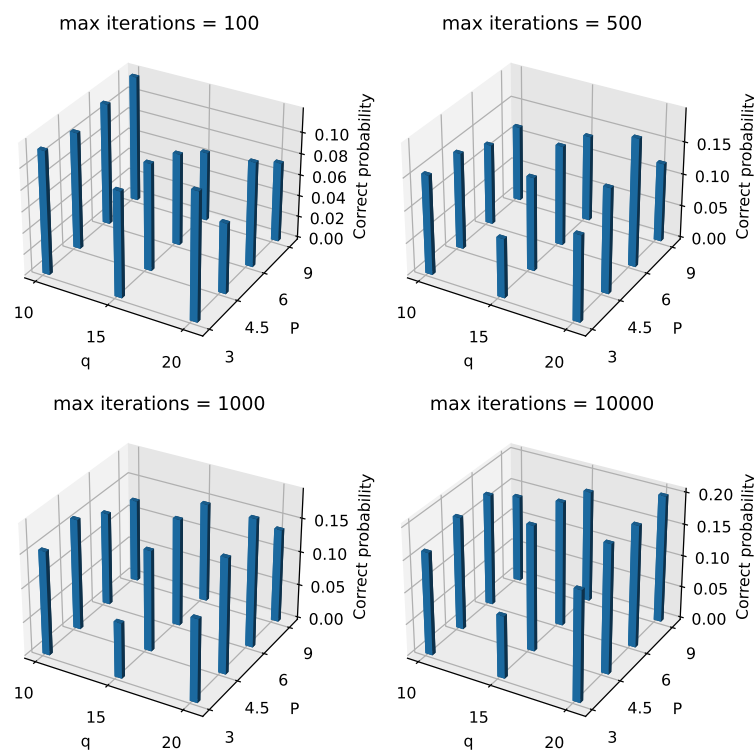 max iterations = 100
0.10
0.08
0.06
0.04
0.02
0.00
Correct probability
10
15
20
q
3
4.5
6
9
P
max iterations = 500
0.15
0.10
0.05
0.00
Correct probability
10
15
20
q
3
4.5
6
9
P
max iterations = 1000
0.15
0.10
0.05
0.00
Correct probability
10
15
20
q
3
4.5
6
9
P
max iterations = 10000
0.20
0.15
0.10
0.05
0.00
Correct probability
10
15
20
q
3
4.5
6
9
P